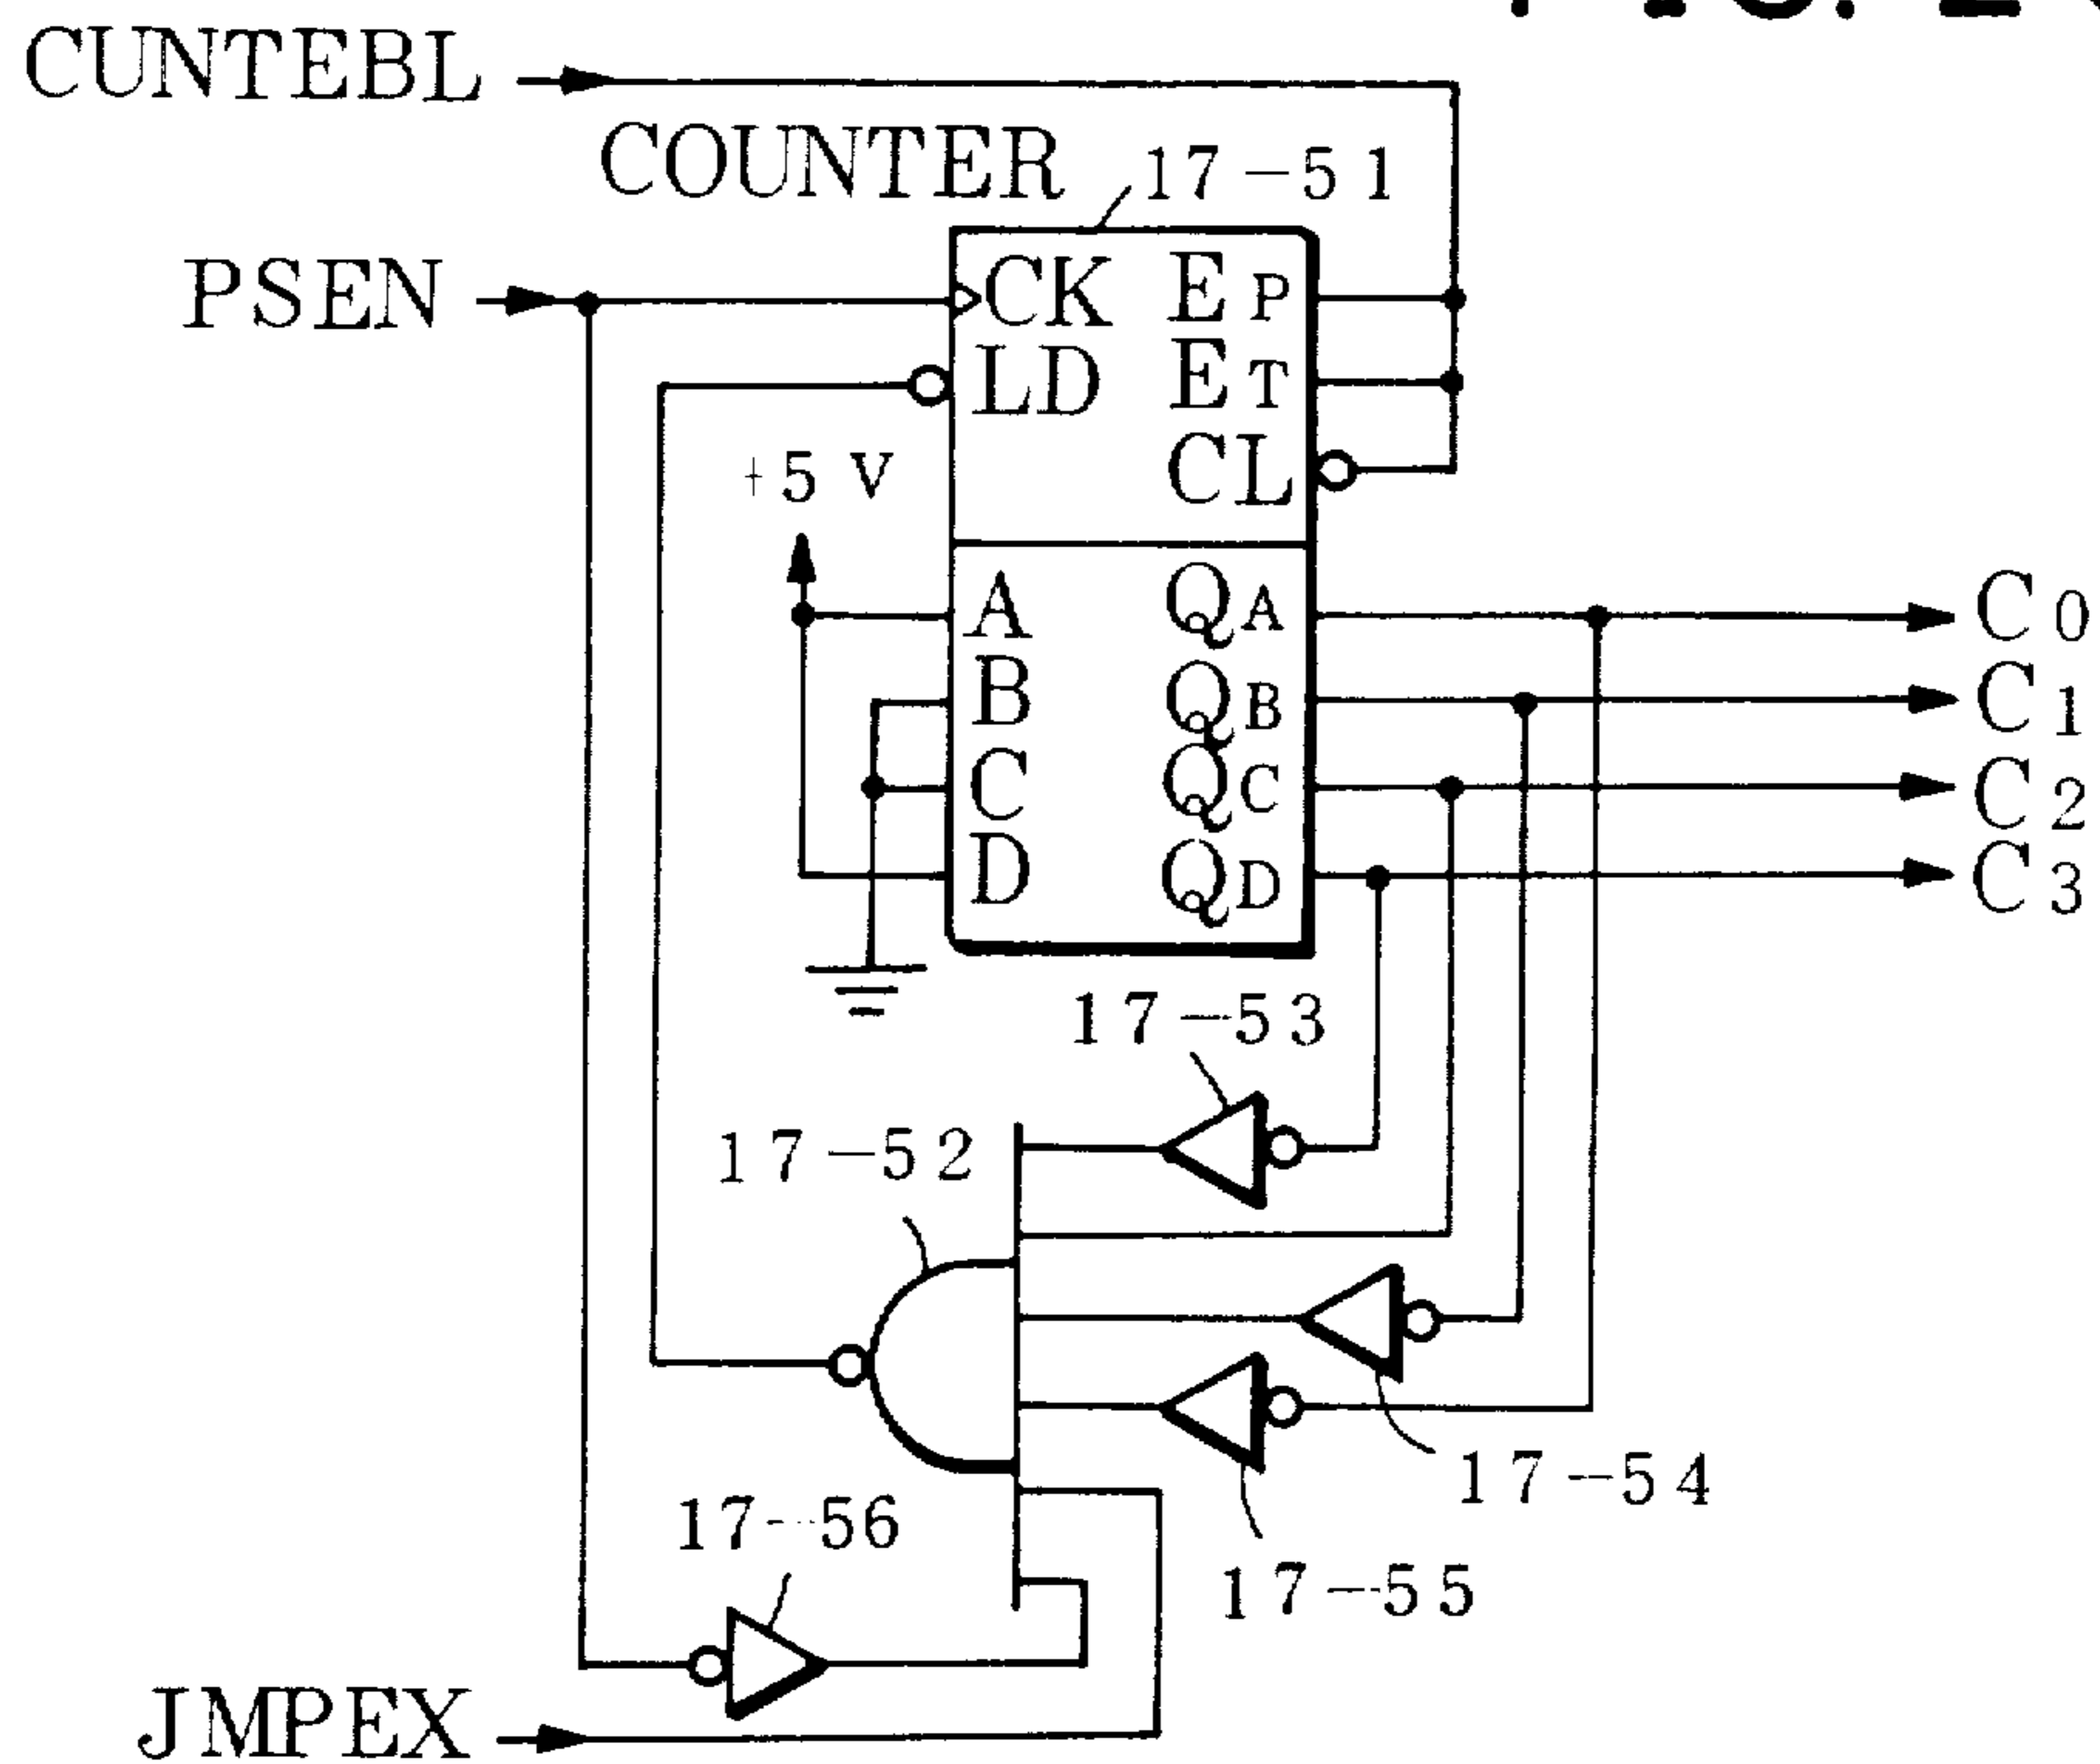 CUNTEBL
COUNTER 17-51
PSEN
CK EP
LD ET
CL
+5V
A QA C0
B QB C1
C QC C2
D QD C3
17-53
17-52
17-54
17-56
17-55
JMPEX